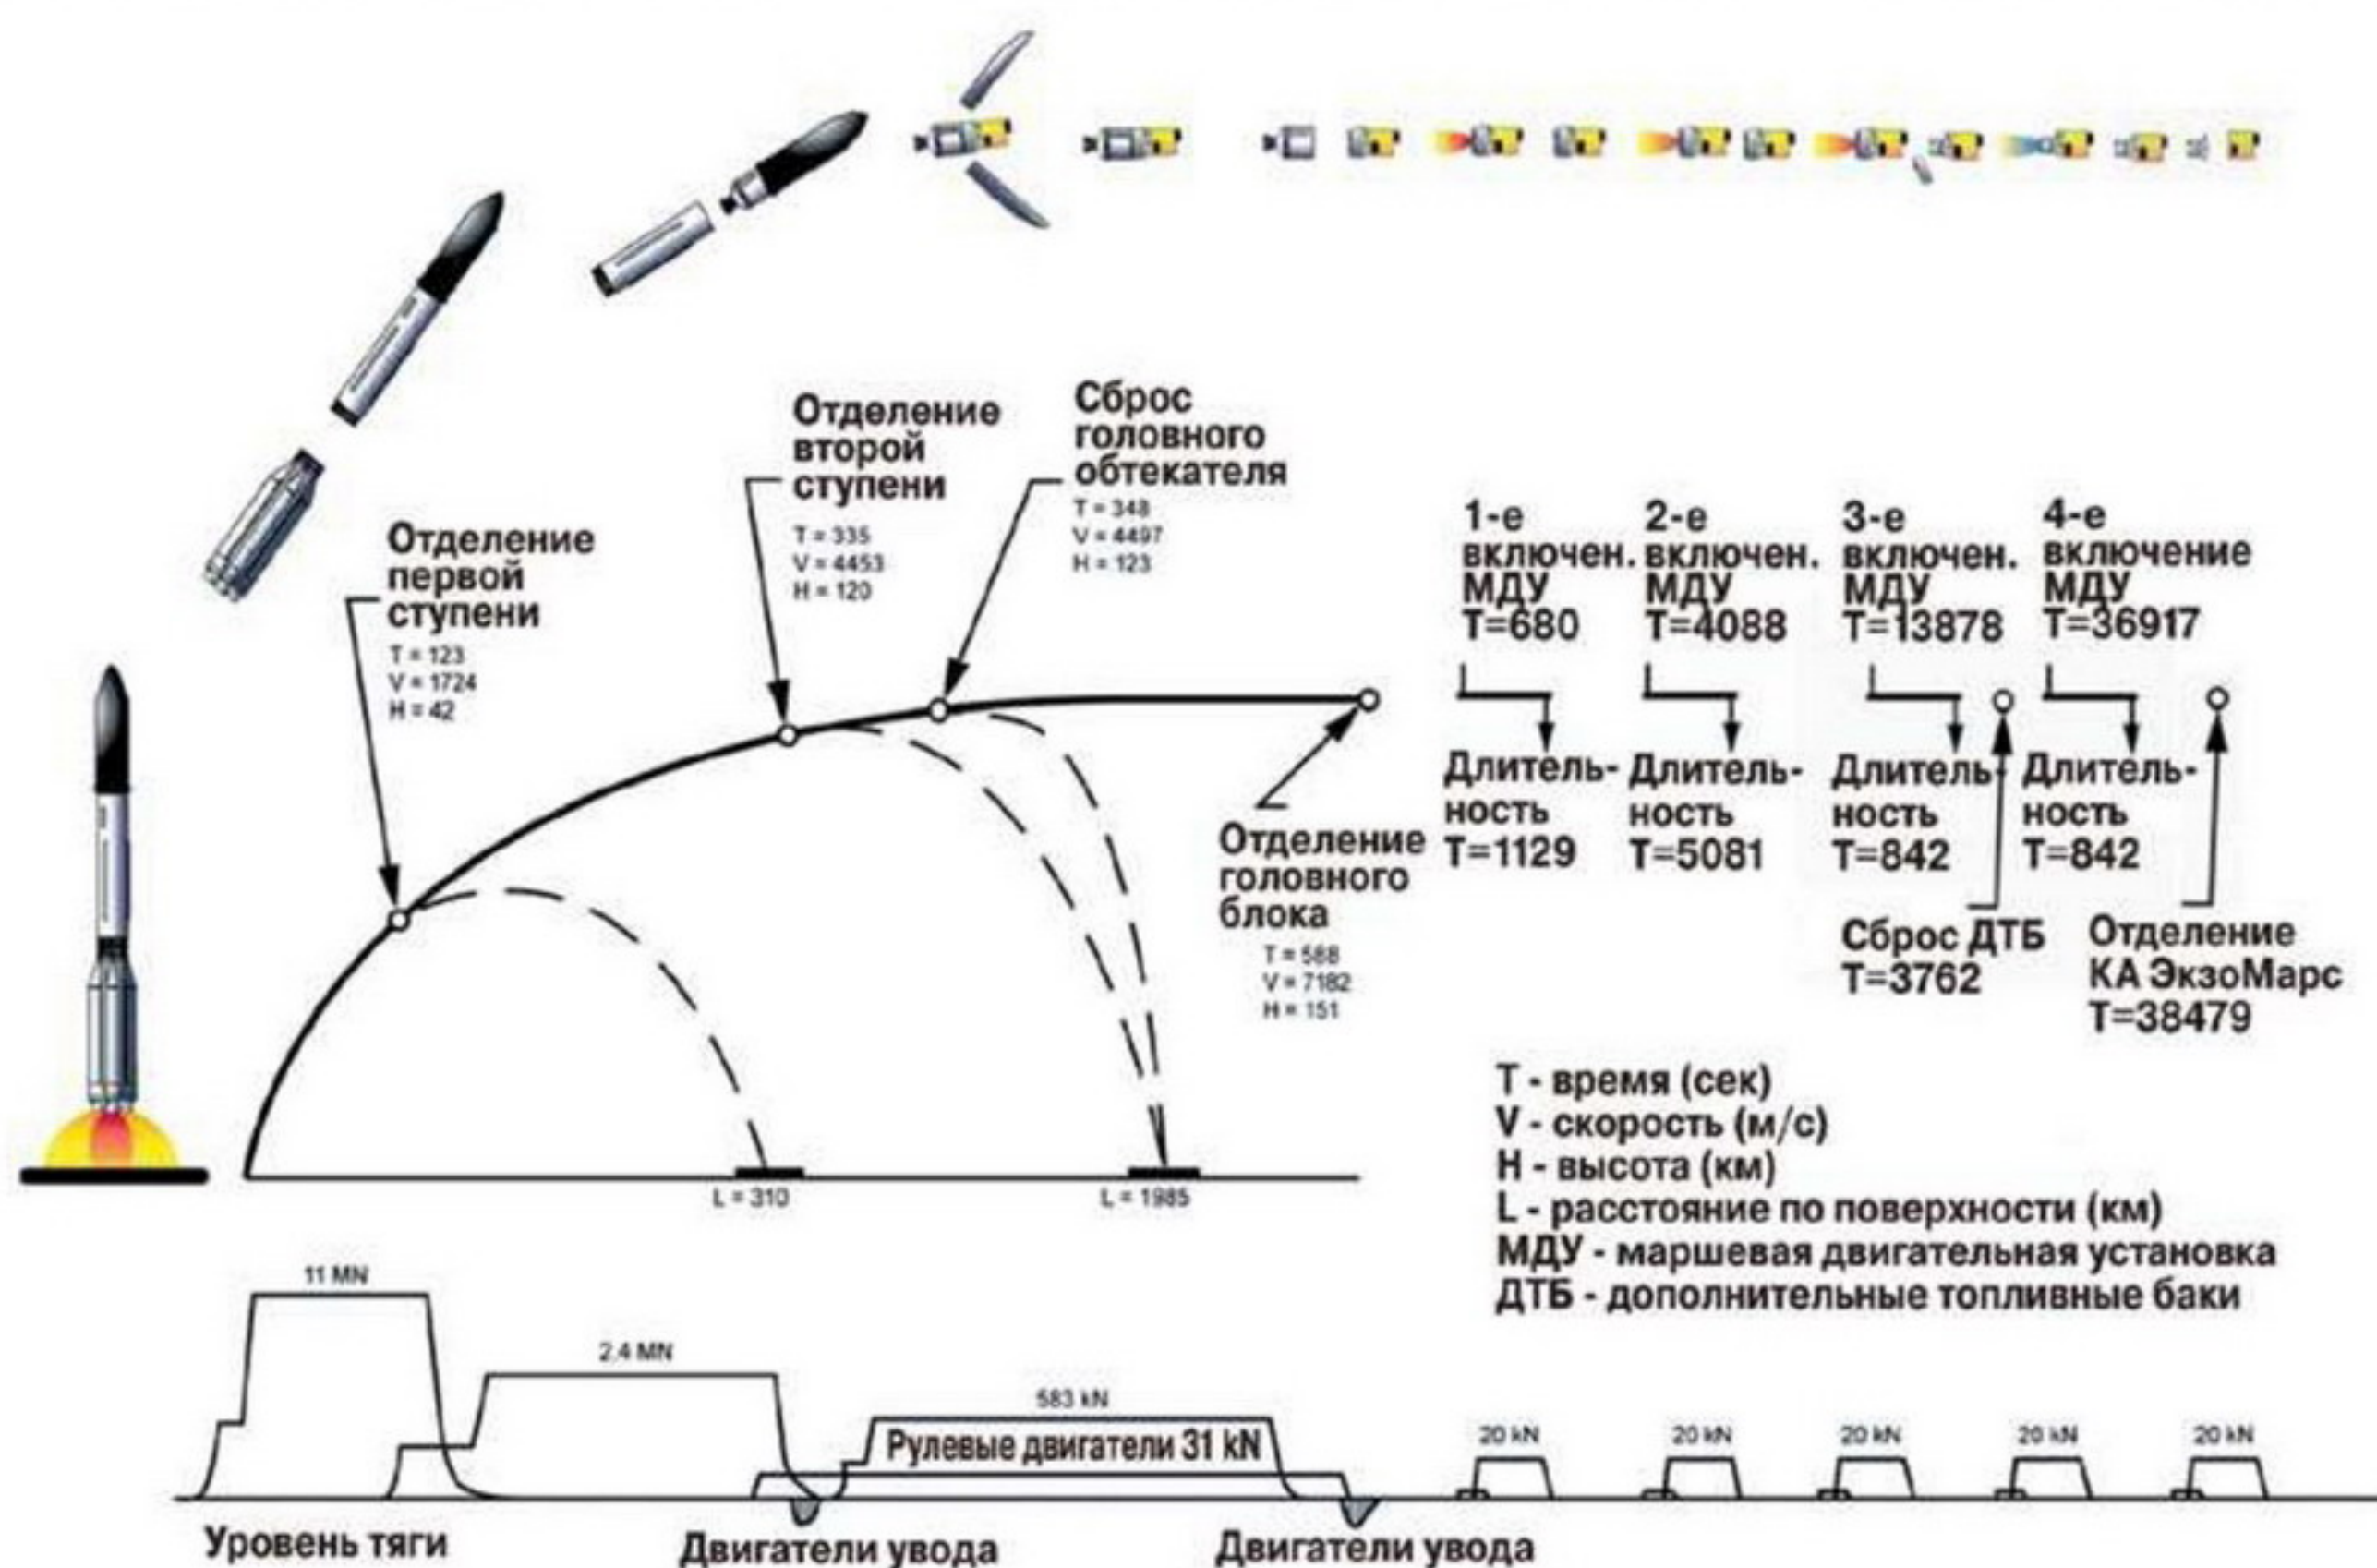 Отделение
первой
ступени
T = 123
V = 1724
H = 42
Отделение
второй
ступени
T = 335
V = 4453
H = 120
Сброс
головного
обтекателя
T = 348
V = 4497
H = 123
Отделение
головного
блока
T = 588
V = 7182
H = 151
L = 310
L = 1985
1-е
включен.
МДУ
T=680
Длитель-
ность
T=1129
2-е
включен.
МДУ
T=4088
Длитель-
ность
T=5081
3-е
включен.
МДУ
T=13878
Длитель-
ность
T=842
4-е
включение
МДУ
T=36917
Длитель-
ность
T=842
Сброс ДТБ
T=3762
Отделение
КА ЭкзоМарс
T=38479
T - время (сек)
V - скорость (м/с)
H - высота (км)
L - расстояние по поверхности (км)
МДУ - маршевая двигательная установка
ДТБ - дополнительные топливные баки
11 MN
2.4 MN
583 kN
Рулевые двигатели 31 kN
20 kN
20 kN
20 kN
20 kN
20 kN
Уровень тяги
Двигатели увода
Двигатели увода